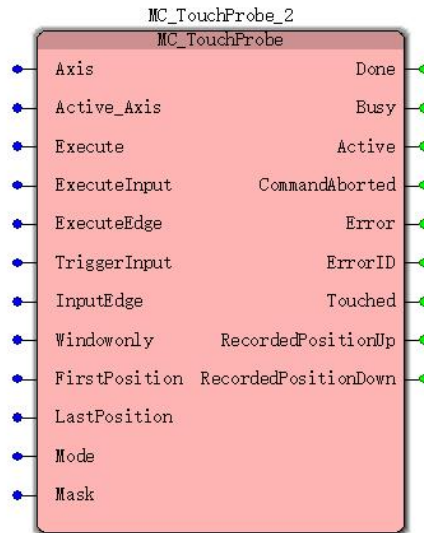 MC_TouchProbe_2
MC_TouchProbe
Axis Done
Active_Axis Busy
Execute Active
ExecuteInput CommandAborted
ExecuteEdge Error
TriggerInput ErrorID
InputEdge Touched
Windowonly RecordedPositionUp
FirstPosition RecordedPositionDown
LastPosition
Mode
Mask